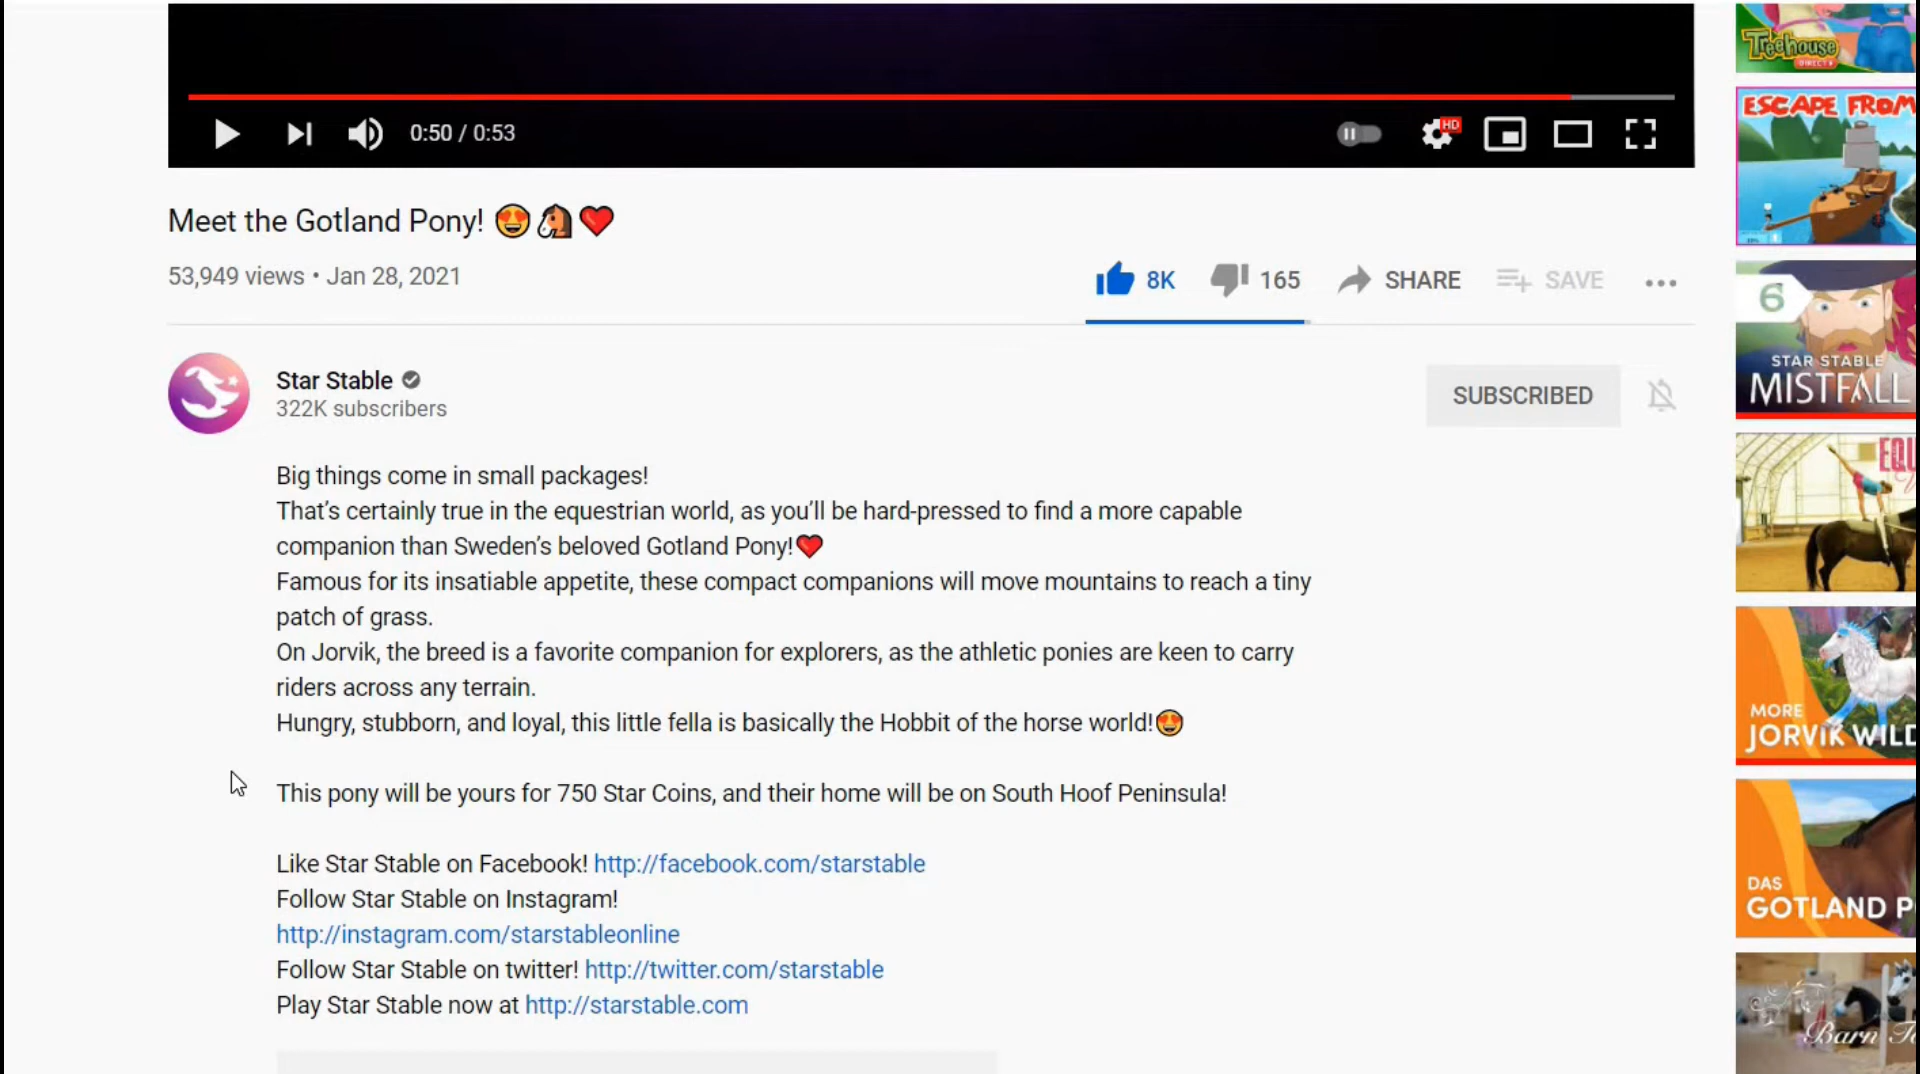 0:50 / 0:53
HD
Meet the Gotland Pony! 😍🐴❤️
53,949 views • Jan 28, 2021
8K
165
SHARE
SAVE
Star Stable
322K subscribers
SUBSCRIBED
Big things come in small packages!
That's certainly true in the equestrian world, as you'll be hard-pressed to find a more capable
companion than Sweden's beloved Gotland Pony!❤️
Famous for its insatiable appetite, these compact companions will move mountains to reach a tiny
patch of grass.
On Jorvik, the breed is a favorite companion for explorers, as the athletic ponies are keen to carry
riders across any terrain.
Hungry, stubborn, and loyal, this little fella is basically the Hobbit of the horse world!😍
This pony will be yours for 750 Star Coins, and their home will be on South Hoof Peninsula!
Like Star Stable on Facebook! http://facebook.com/starstable
Follow Star Stable on Instagram!
http://instagram.com/starstableonline
Follow Star Stable on twitter! http://twitter.com/starstable
Play Star Stable now at http://starstable.com
Treehouse
DIRECT
ESCAPE FROM
6
STAR STABLE
MISTFALL
EQU
MORE
JORVIK WILD
DAS
GOTLAND P
Barn T